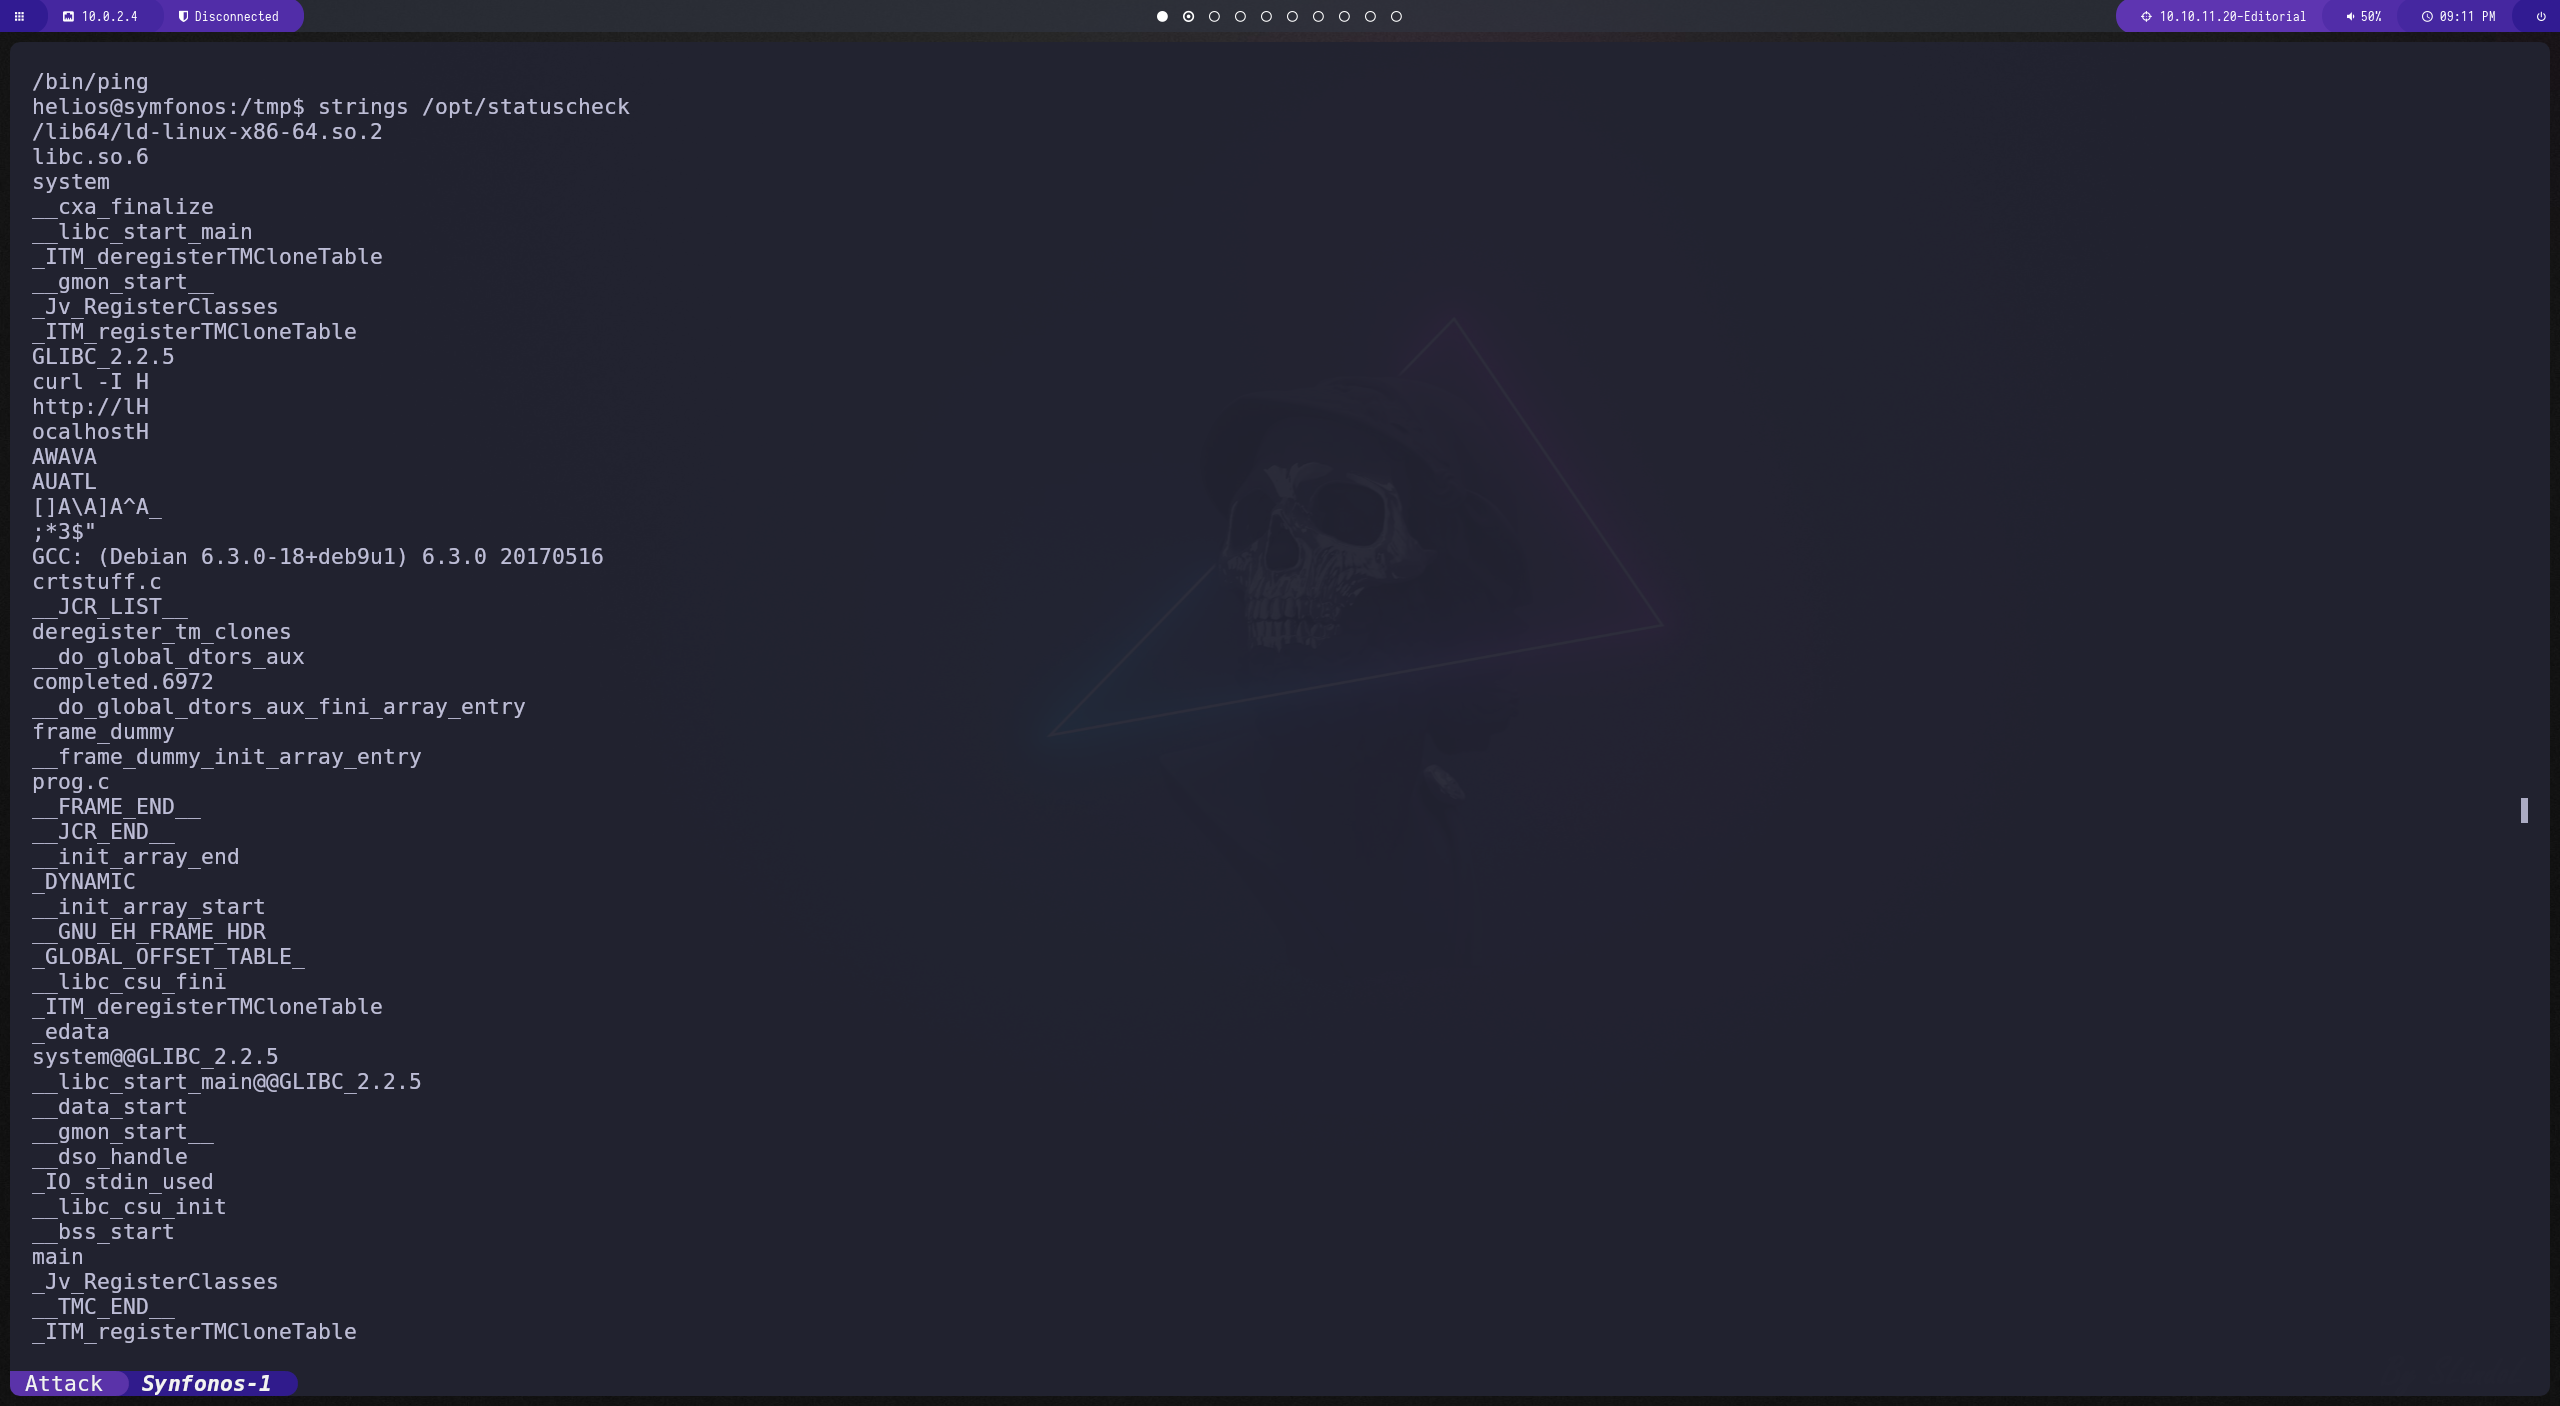 10.0.2.4 Disconnected 10.10.11.20-Editorial 50% 09:11 PM
/bin/ping
helios@symfonos:/tmp$ strings /opt/statuscheck
/lib64/ld-linux-x86-64.so.2
libc.so.6
system
__cxa_finalize
__libc_start_main
_ITM_deregisterTMCloneTable
__gmon_start__
_Jv_RegisterClasses
_ITM_registerTMCloneTable
GLIBC_2.2.5
curl -I H
http://lH
ocalhostH
AWAVA
AUATL
[]A\A]A^A_
;*3$"
GCC: (Debian 6.3.0-18+deb9u1) 6.3.0 20170516
crtstuff.c
__JCR_LIST__
deregister_tm_clones
__do_global_dtors_aux
completed.6972
__do_global_dtors_aux_fini_array_entry
frame_dummy
__frame_dummy_init_array_entry
prog.c
__FRAME_END__
__JCR_END__
__init_array_end
_DYNAMIC
__init_array_start
__GNU_EH_FRAME_HDR
_GLOBAL_OFFSET_TABLE_
__libc_csu_fini
_ITM_deregisterTMCloneTable
_edata
system@@GLIBC_2.2.5
__libc_start_main@@GLIBC_2.2.5
__data_start
__gmon_start__
__dso_handle
_IO_stdin_used
__libc_csu_init
__bss_start
main
_Jv_RegisterClasses
__TMC_END__
_ITM_registerTMCloneTable
Attack Synfonos-1